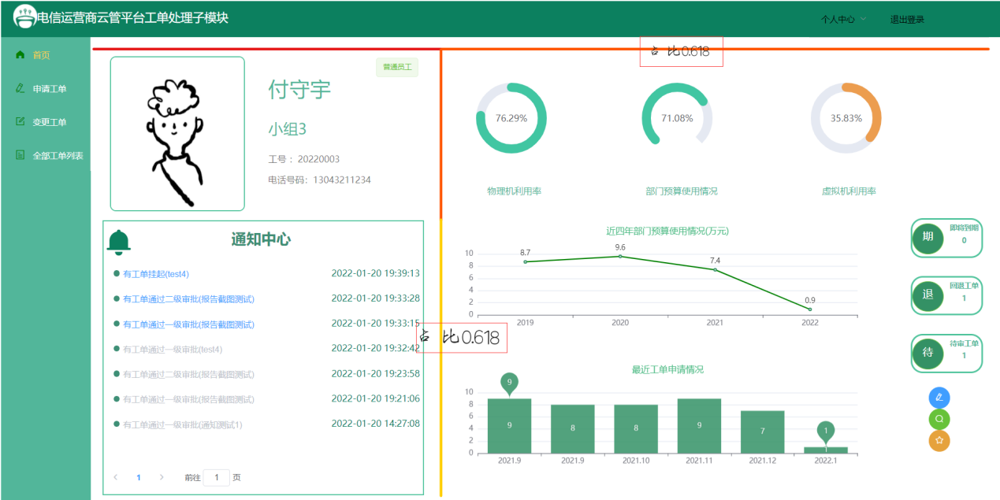 电信运营商云管平台工单处理子模块
个人中心
退出登录
首页
申请工单
变更工单
全部工单列表
普通员工
付守宇
小组3
工号：20220003
电话号码：13043211234
通知中心
有工单挂起(test4) 2022-01-20 19:39:13
有工单通过二级审批(报告截图测试) 2022-01-20 19:33:28
有工单通过一级审批(报告截图测试) 2022-01-20 19:33:15
有工单通过一级审批(test4) 2022-01-20 19:32:42
有工单通过二级审批(报告截图测试) 2022-01-20 19:23:58
有工单通过一级审批(报告截图测试) 2022-01-20 19:21:06
有工单通过一级审批(通知测试1) 2022-01-20 14:27:08
1 前往 1 页
占比0.618
占比0.618
76.29% 71.08% 35.83%
物理机利用率 部门预算使用情况 虚拟机利用率
近四年部门预算使用情况(万元)
10
8
6
4
2
0
8.7 9.6 7.4 0.9
2019 2020 2021 2022
最近工单申请情况
10
8
6
4
2
0
9 1
9 8 8 9 7 1
2021.9 2021.9 2021.10 2021.11 2021.12 2022.1
期 即将到期
0
退 回退工单
1
待 待审工单
1